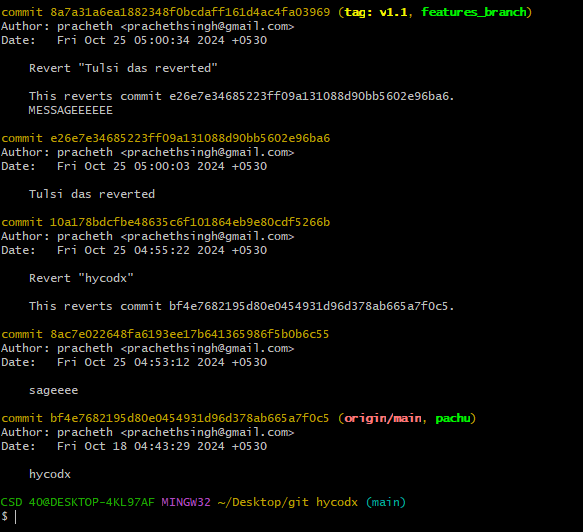 commit 8a7a31a6ea1882348f0bcdaff161d4ac4fa03969 (tag: v1.1, features_branch)
Author: pracheth <prachethsingh@gmail.com>
Date:   Fri Oct 25 05:00:34 2024 +0530
Revert "Tulsi das reverted"
This reverts commit e26e7e34685223ff09a131088d90bb5602e96ba6.
MESSAGEEEEEE
commit e26e7e34685223ff09a131088d90bb5602e96ba6
Author: pracheth <prachethsingh@gmail.com>
Date:   Fri Oct 25 05:00:03 2024 +0530
Tulsi das reverted
commit 10a178bdcfbe48635c6f101864eb9e80cdf5266b
Author: pracheth <prachethsingh@gmail.com>
Date:   Fri Oct 25 04:55:22 2024 +0530
Revert "hycodx"
This reverts commit bf4e7682195d80e0454931d96d378ab665a7f0c5.
commit 8ac7e022648fa6193ee17b641365986f5b0b6c55
Author: pracheth <prachethsingh@gmail.com>
Date:   Fri Oct 25 04:53:12 2024 +0530
sageeee
commit bf4e7682195d80e0454931d96d378ab665a7f0c5 (origin/main, pachu)
Author: pracheth <prachethsingh@gmail.com>
Date:   Fri Oct 18 04:43:29 2024 +0530
hycodx
CSD 40@DESKTOP-4KL97AF MINGW32 ~/Desktop/git hycodx (main)
$